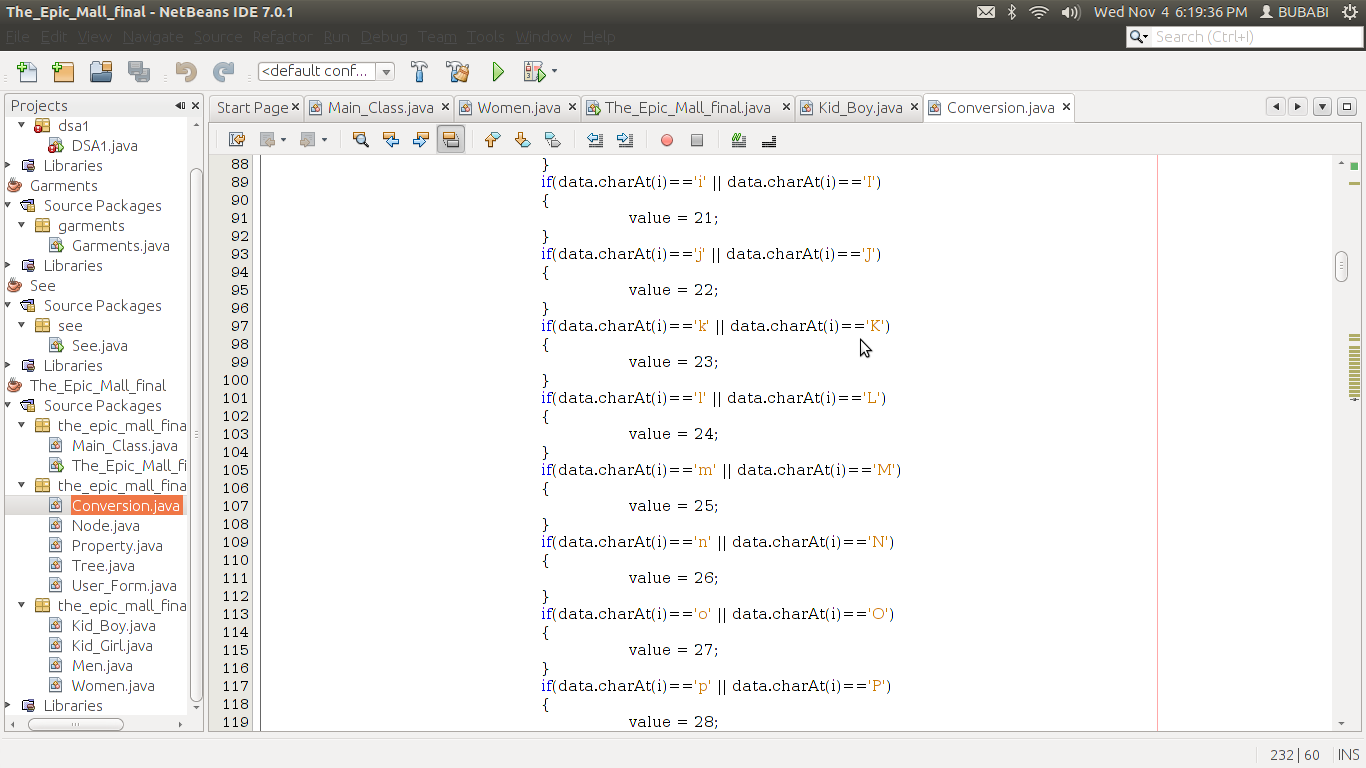 The_Epic_Mall_final - NetBeans IDE 7.0.1
Wed Nov 4 6:19:36 PM BUBABI
File Edit View Navigate Source Refactor Run Debug Team Tools Window Help
Search (Ctrl+I)
<default conf...
Projects
Start Page Main_Class.java Women.java The_Epic_Mall_final.java Kid_Boy.java Conversion.java
dsa1
DSA1.java
Libraries
Garments
Source Packages
garments
Garments.java
Libraries
See
Source Packages
see
See.java
Libraries
The_Epic_Mall_final
Source Packages
the_epic_mall_fina
Main_Class.java
The_Epic_Mall_fi
the_epic_mall_fina
Conversion.java
Node.java
Property.java
Tree.java
User_Form.java
the_epic_mall_fina
Kid_Boy.java
Kid_Girl.java
Men.java
Women.java
Libraries
88 }
89 if(data.charAt(i)=='i' || data.charAt(i)=='I')
90 {
91 value = 21;
92 }
93 if(data.charAt(i)=='j' || data.charAt(i)=='J')
94 {
95 value = 22;
96 }
97 if(data.charAt(i)=='k' || data.charAt(i)=='K')
98 {
99 value = 23;
100 }
101 if(data.charAt(i)=='l' || data.charAt(i)=='L')
102 {
103 value = 24;
104 }
105 if(data.charAt(i)=='m' || data.charAt(i)=='M')
106 {
107 value = 25;
108 }
109 if(data.charAt(i)=='n' || data.charAt(i)=='N')
110 {
111 value = 26;
112 }
113 if(data.charAt(i)=='o' || data.charAt(i)=='O')
114 {
115 value = 27;
116 }
117 if(data.charAt(i)=='p' || data.charAt(i)=='P')
118 {
119 value = 28;
232 | 60 INS